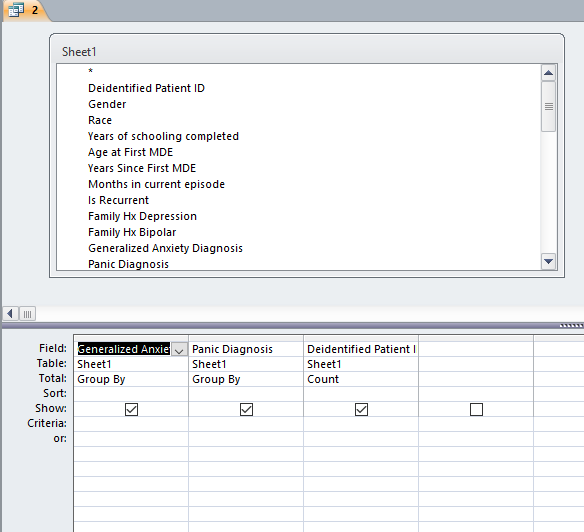 2
Sheet1
*
Deidentified Patient ID
Gender
Race
Years of schooling completed
Age at First MDE
Years Since First MDE
Months in current episode
Is Recurrent
Family Hx Depression
Family Hx Bipolar
Generalized Anxiety Diagnosis
Panic Diagnosis
Field: Generalized Anxie Panic Diagnosis Deidentified Patient I
Table: Sheet1 Sheet1 Sheet1
Total: Group By Group By Count
Sort:
Show:
Criteria:
or: